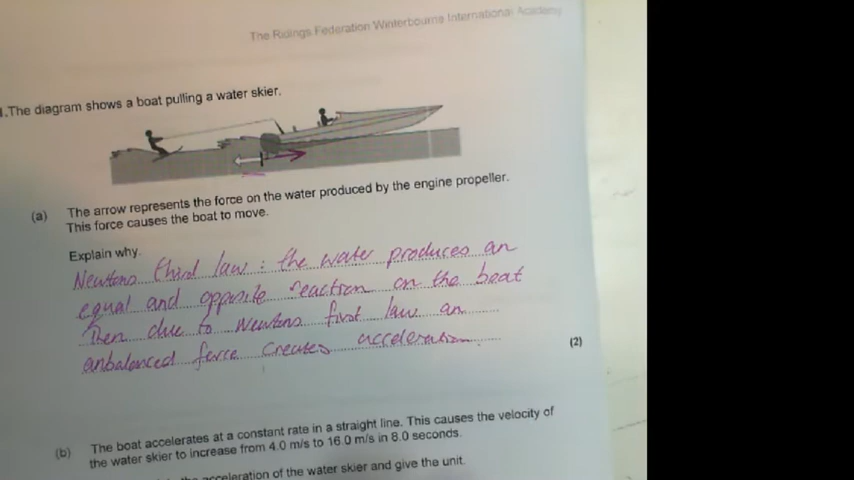 The Ridings Federation Winterbourne International Academy
1.The diagram shows a boat pulling a water skier.
(a) The arrow represents the force on the water produced by the engine propeller.
This force causes the boat to move.
Explain why.
Newtons third law : the water produces an
equal and opposite reaction on the boat
Then due to Newtons first law an
unbalanced force creates acceleration.
(2)
(b) The boat accelerates at a constant rate in a straight line. This causes the velocity of
the water skier to increase from 4.0 m/s to 16.0 m/s in 8.0 seconds.
the acceleration of the water skier and give the unit.